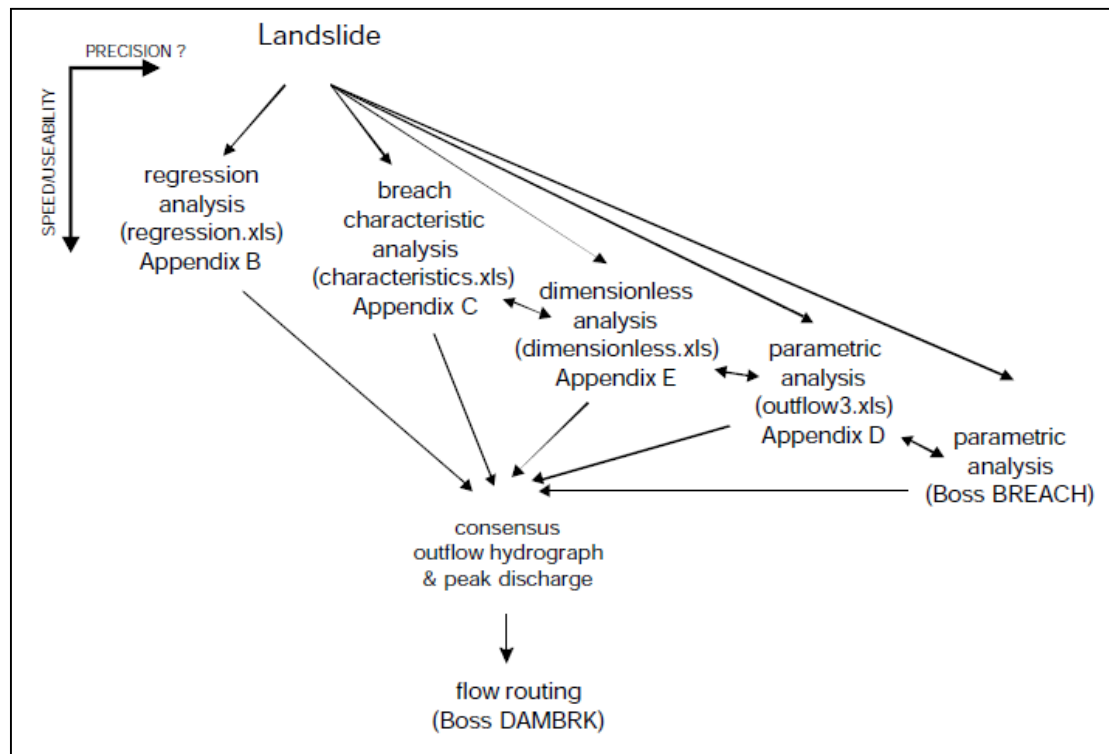 Landslide
PRECISION ?
SPEED/USEABILITY
regression
analysis
(regression.xls)
Appendix B
breach
characteristic
analysis
(characteristics.xls)
Appendix C
dimensionless
analysis
(dimensionless.xls)
Appendix E
parametric
analysis
(outflow3.xls)
Appendix D
parametric
analysis
(Boss BREACH)
consensus
outflow hydrograph
& peak discharge
flow routing
(Boss DAMBRK)